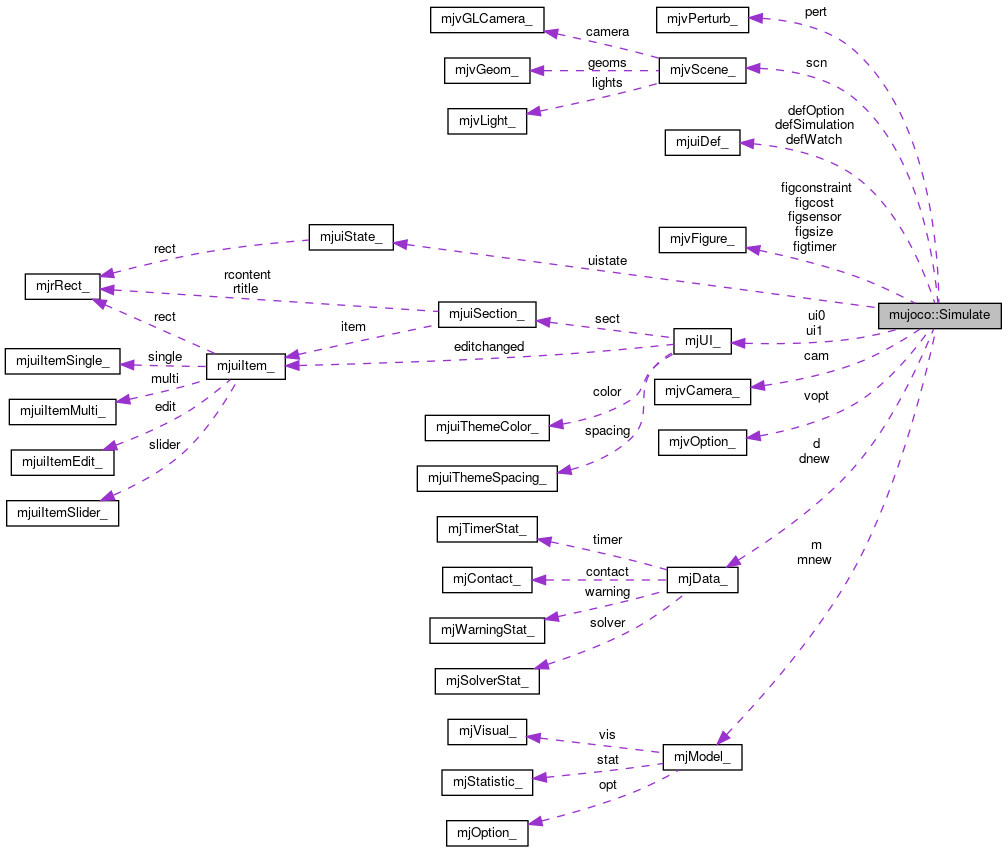 mjvGLCamera_
mjvPerturb_
pert
camera
mjvGeom_
geoms
mjvScene_
scn
lights
mjvLight_
defOption
defSimulation
defWatch
mjuiDef_
figconstraint
figcost
figsensor
figsize
figtimer
mjvFigure_
mjuiState_
rect
uistate
mjrRect_
rcontent
rtitle
mujoco::Simulate
mjuiSection_
rect
item
sect
ui0
ui1
mjUI_
editchanged
mjuiItemSingle_
single
mjuiItem_
cam
multi
mjvCamera_
color
vopt
mjuiItemMulti_
edit
mjuiThemeColor_
spacing
mjvOption_
slider
d
dnew
mjuiItemEdit_
mjuiThemeSpacing_
mjuiItemSlider_
mjTimerStat_
timer
m
mnew
mjContact_
contact
mjData_
warning
mjWarningStat_
solver
mjSolverStat_
mjVisual_
vis
mjModel_
stat
mjStatistic_
opt
mjOption_